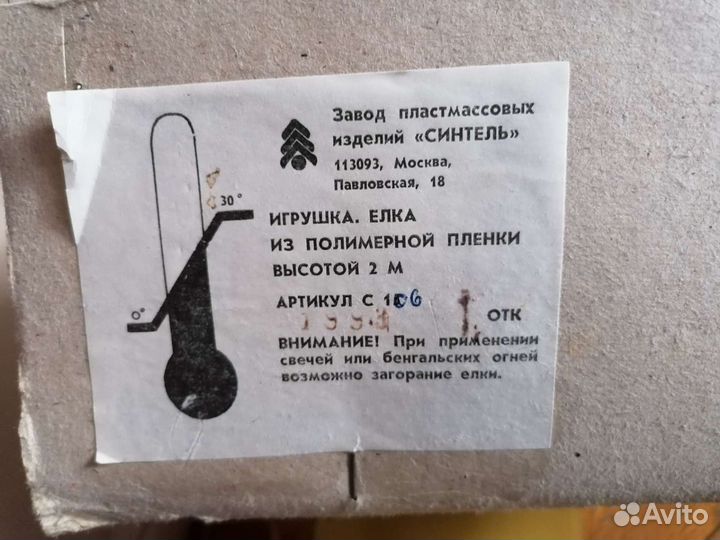 Завод пластмассовых
изделий «СИНТЕЛЬ»
113093, Москва,
Павловская, 18
30°
0°
ИГРУШКА. ЕЛКА
ИЗ ПОЛИМЕРНОЙ ПЛЕНКИ
ВЫСОТОЙ 2 М
АРТИКУЛ С
ОТК
ВНИМАНИЕ! При применении
свечей или бенгальских огней
возможно загорание елки.
Avito